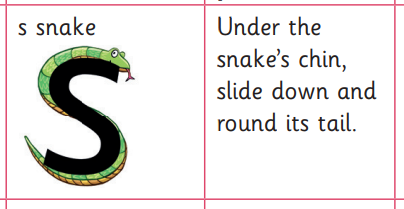 s snake
Under the
snake's chin,
slide down and
round its tail.